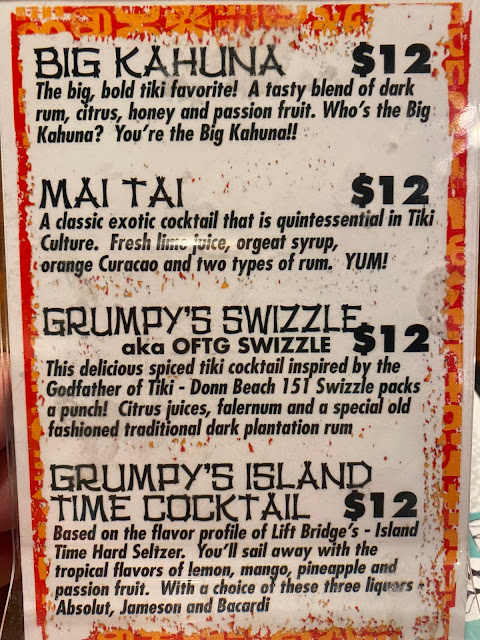 BIG KAHUNA $12
The big, bold tiki favorite! A tasty blend of dark
rum, citrus, honey and passion fruit. Who's the Big
Kahuna? You're the Big Kahuna!!
MAI TAI $12
A classic exotic cocktail that is quintessential in Tiki
Culture. Fresh lime juice, orgeat syrup,
orange Curacao and two types of rum. YUM!
GRUMPY'S SWIZZLE
aka OFTG SWIZZLE $12
This delicious spiced tiki cocktail inspired by the
Godfather of Tiki - Donn Beach 151 Swizzle packs
a punch! Citrus juices, falernum and a special old
fashioned traditional dark plantation rum
GRUMPY'S ISLAND
TIME COCKTAIL $12
Based on the flavor profile of Lift Bridge's - Island
Time Hard Seltzer. You'll sail away with the
tropical flavors of lemon, mango, pineapple and
passion fruit. With a choice of these three liquors -
Absolut, Jameson and Bacardi